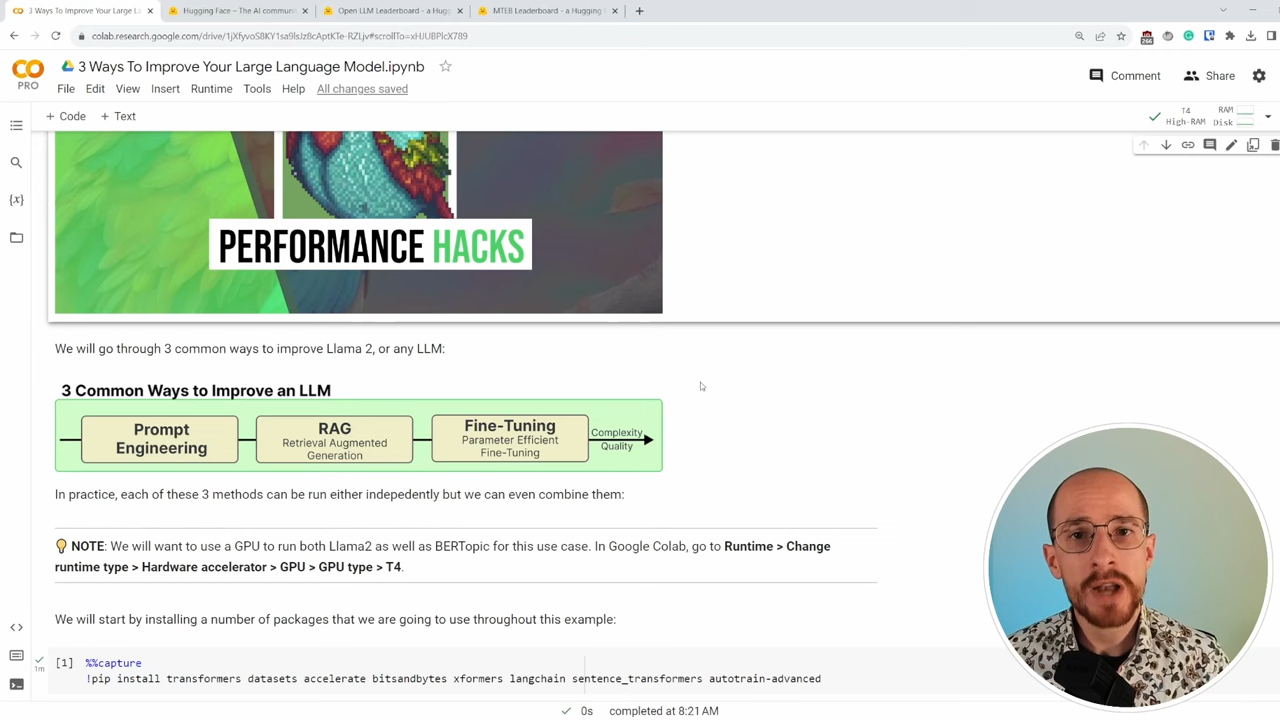 3 Ways To Improve Your Large L
Hugging Face – The AI communi
Open LLM Leaderboard - a Hugg
MTEB Leaderboard - a Hugging F
colab.research.google.com/drive/1jXfyvoS8KY1sa9lsJz8cAptKTe-RZLjv#scrollTo=xHJUBPlcX789
266
CO
PRO
3 Ways To Improve Your Large Language Model.ipynb
File Edit View Insert Runtime Tools Help All changes saved
Comment
Share
+ Code + Text
T4
High-RAM
RAM
Disk
{x}
PERFORMANCE HACKS
We will go through 3 common ways to improve Llama 2, or any LLM:
3 Common Ways to Improve an LLM
Prompt
Engineering
RAG
Retrieval Augmented
Generation
Fine-Tuning
Parameter Efficient
Fine-Tuning
Complexity
Quality
In practice, each of these 3 methods can be run either indepedently but we can even combine them:
NOTE: We will want to use a GPU to run both Llama2 as well as BERTopic for this use case. In Google Colab, go to Runtime > Change
runtime type > Hardware accelerator > GPU > GPU type > T4.
We will start by installing a number of packages that we are going to use throughout this example:
1m
[1] %%capture
!pip install transformers datasets accelerate bitsandbytes xformers langchain sentence_transformers autotrain-advanced
0s completed at 8:21 AM